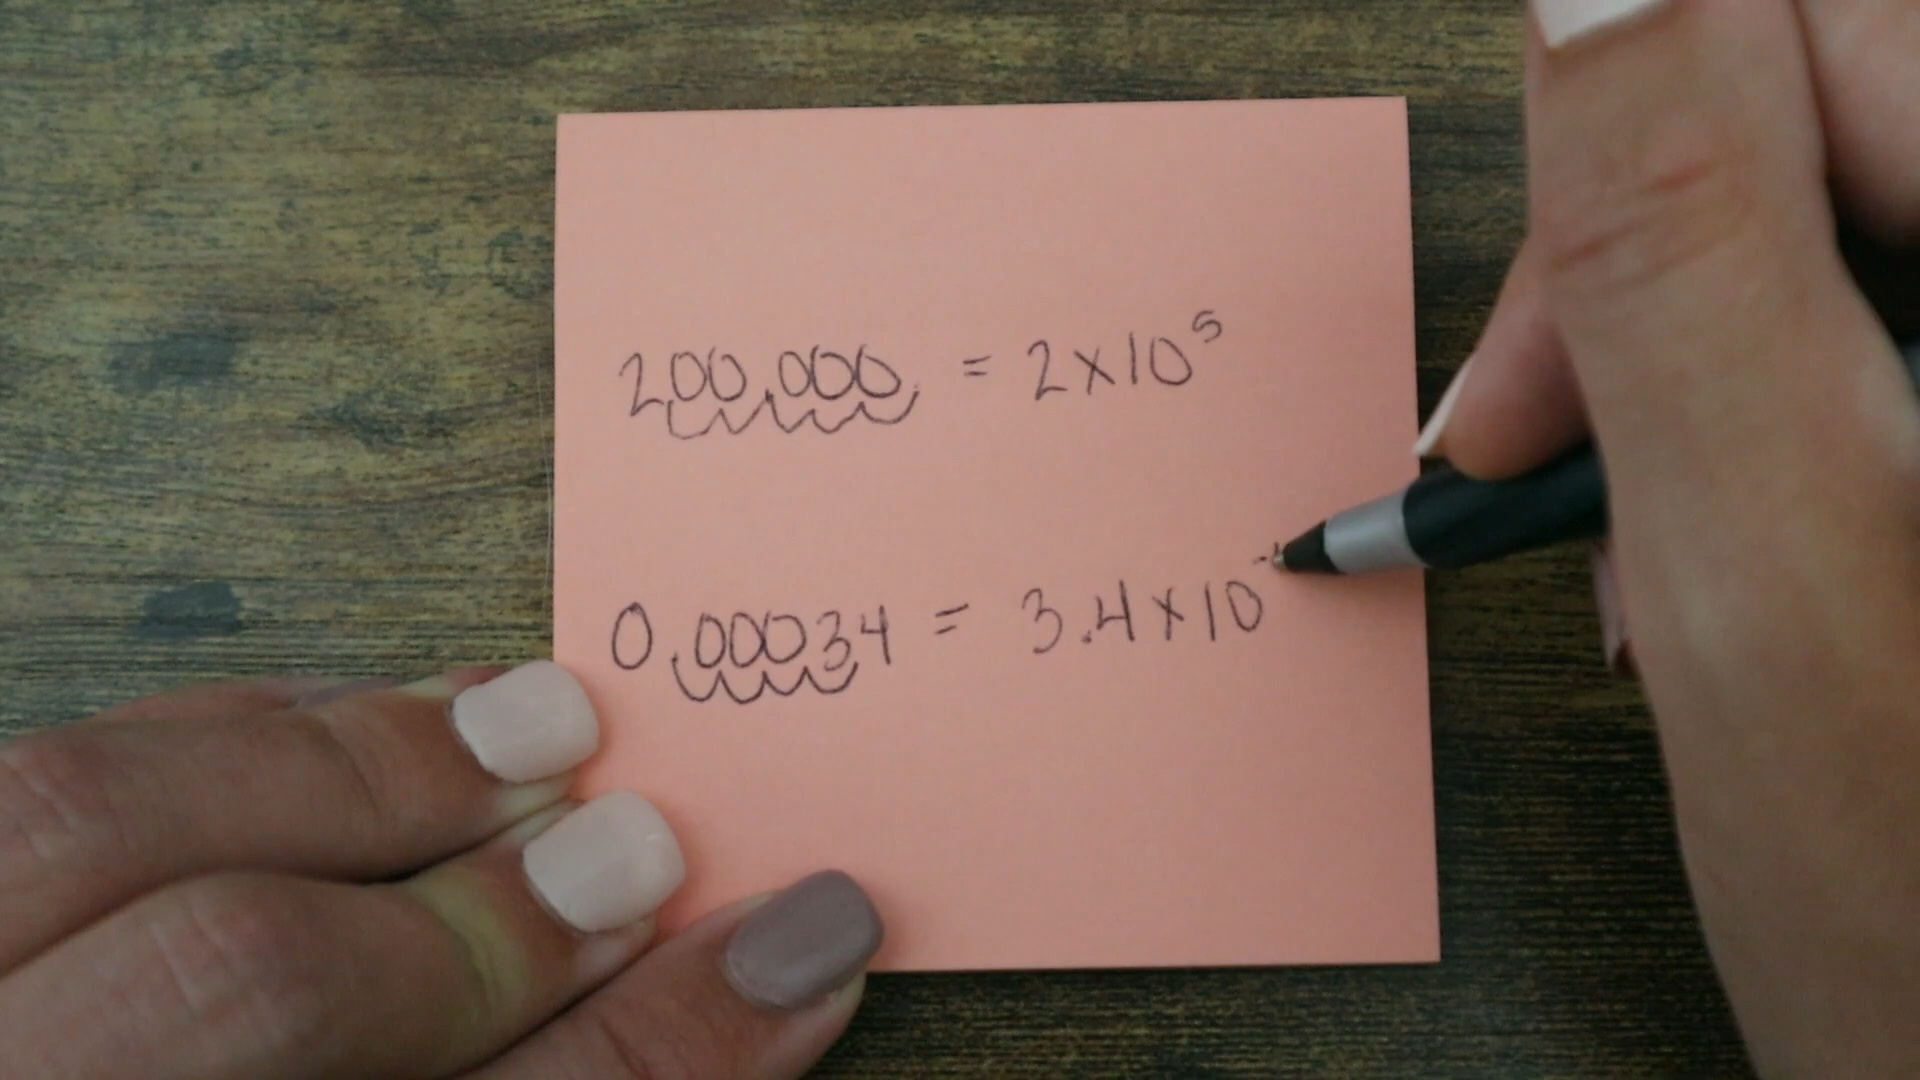 200,000 = 2x10⁵
0.00034 = 3.4x10⁻